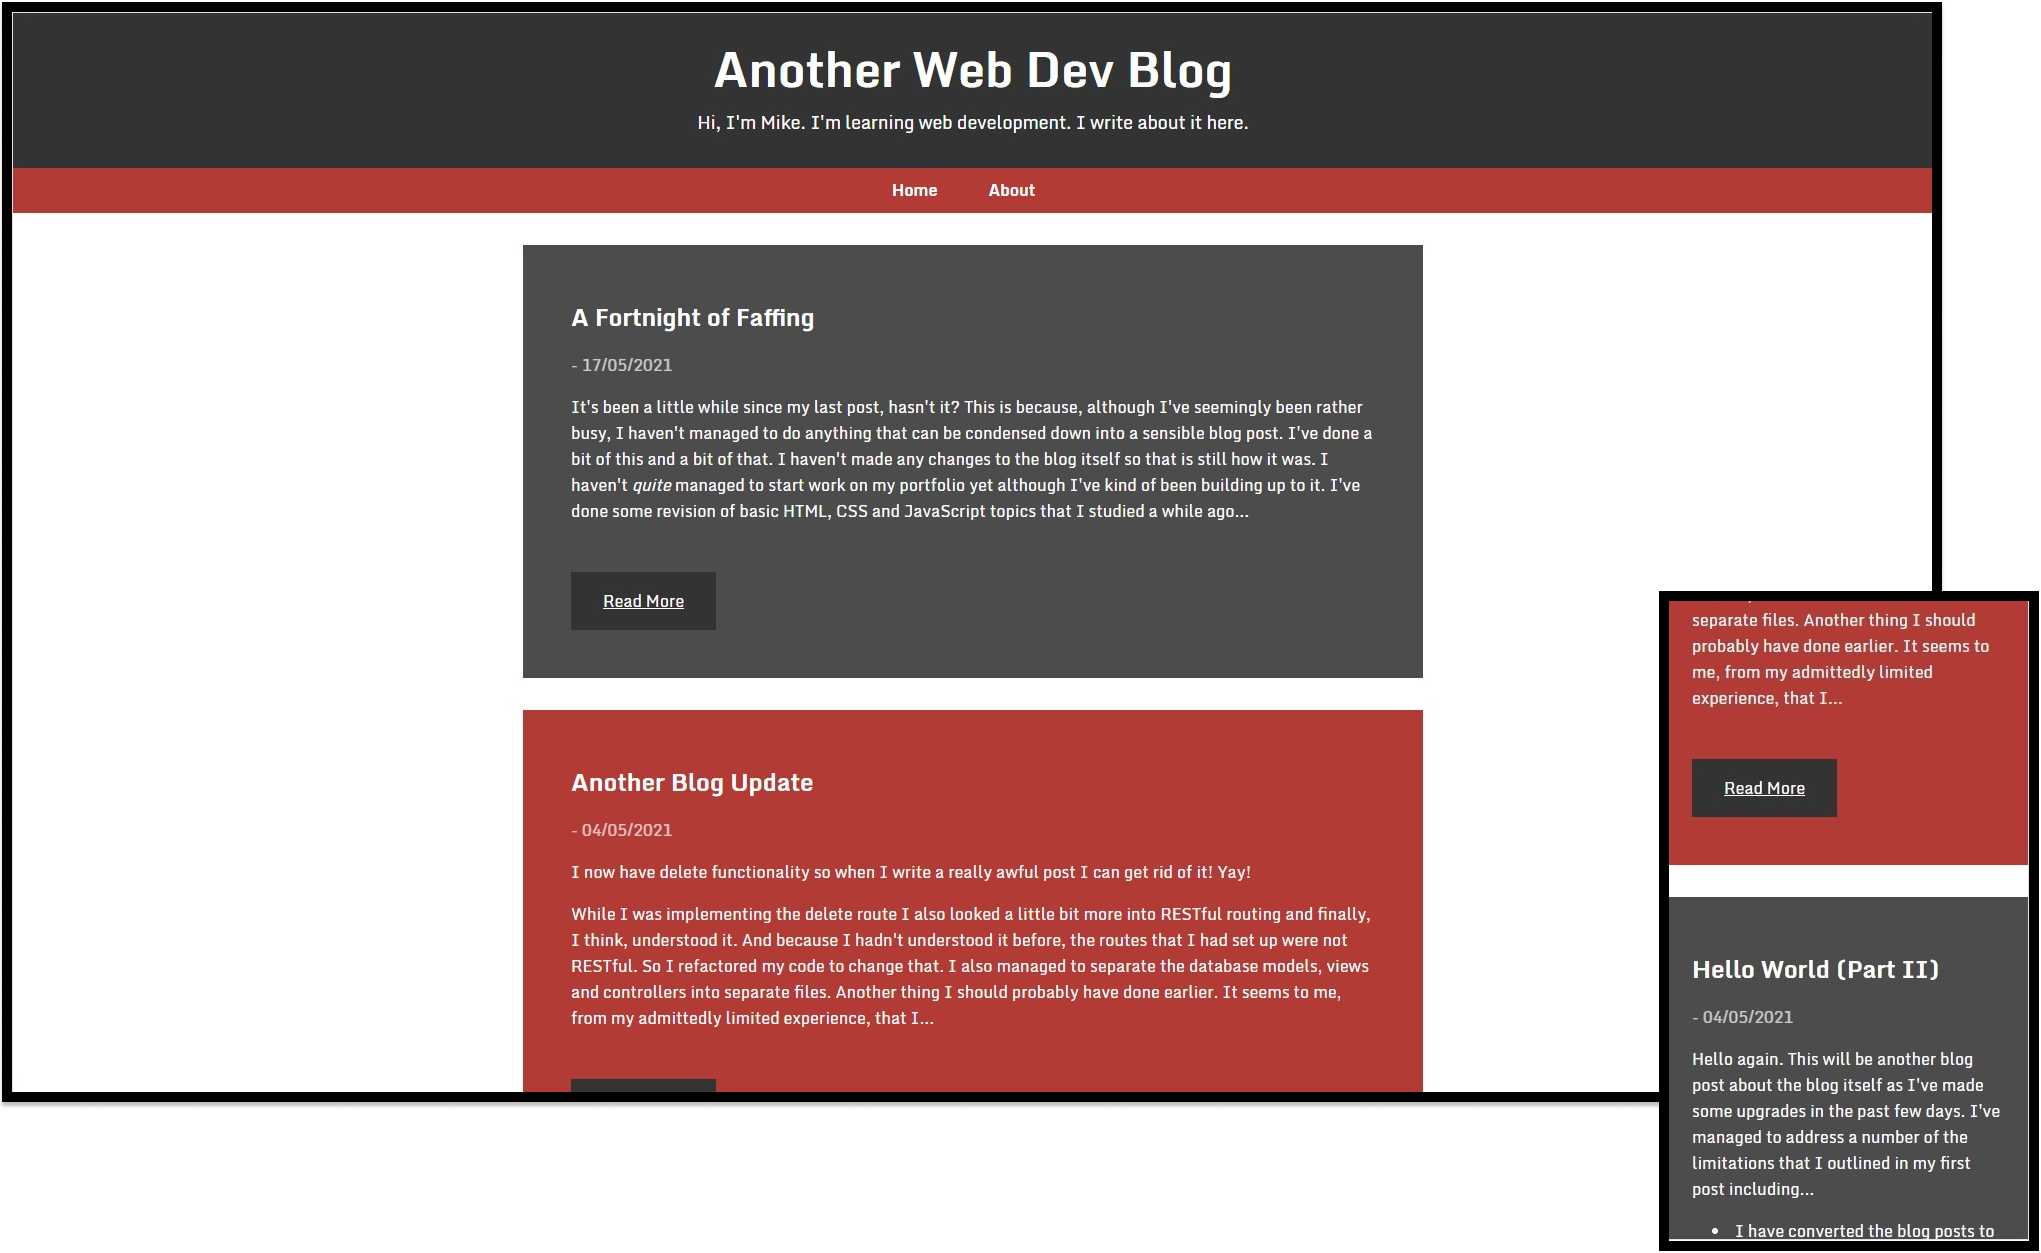 Another Web Dev Blog
Hi, I'm Mike. I'm learning web development. I write about it here.
Home About
A Fortnight of Faffing
- 17/05/2021
It's been a little while since my last post, hasn't it? This is because, although I've seemingly been rather
busy, I haven't managed to do anything that can be condensed down into a sensible blog post. I've done a
bit of this and a bit of that. I haven't made any changes to the blog itself so that is still how it was. I
haven't quite managed to start work on my portfolio yet although I've kind of been building up to it. I've
done some revision of basic HTML, CSS and JavaScript topics that I studied a while ago...
Read More
Another Blog Update
- 04/05/2021
I now have delete functionality so when I write a really awful post I can get rid of it! Yay!
While I was implementing the delete route I also looked a little bit more into RESTful routing and finally,
I think, understood it. And because I hadn't understood it before, the routes that I had set up were not
RESTful. So I refactored my code to change that. I also managed to separate the database models, views
and controllers into separate files. Another thing I should probably have done earlier. It seems to me,
from my admittedly limited experience, that I...
separate files. Another thing I should
probably have done earlier. It seems to
me, from my admittedly limited
experience, that I...
Read More
Hello World (Part II)
- 04/05/2021
Hello again. This will be another blog
post about the blog itself as I've made
some upgrades in the past few days. I've
managed to address a number of the
limitations that I outlined in my first
post including...
• I have converted the blog posts to